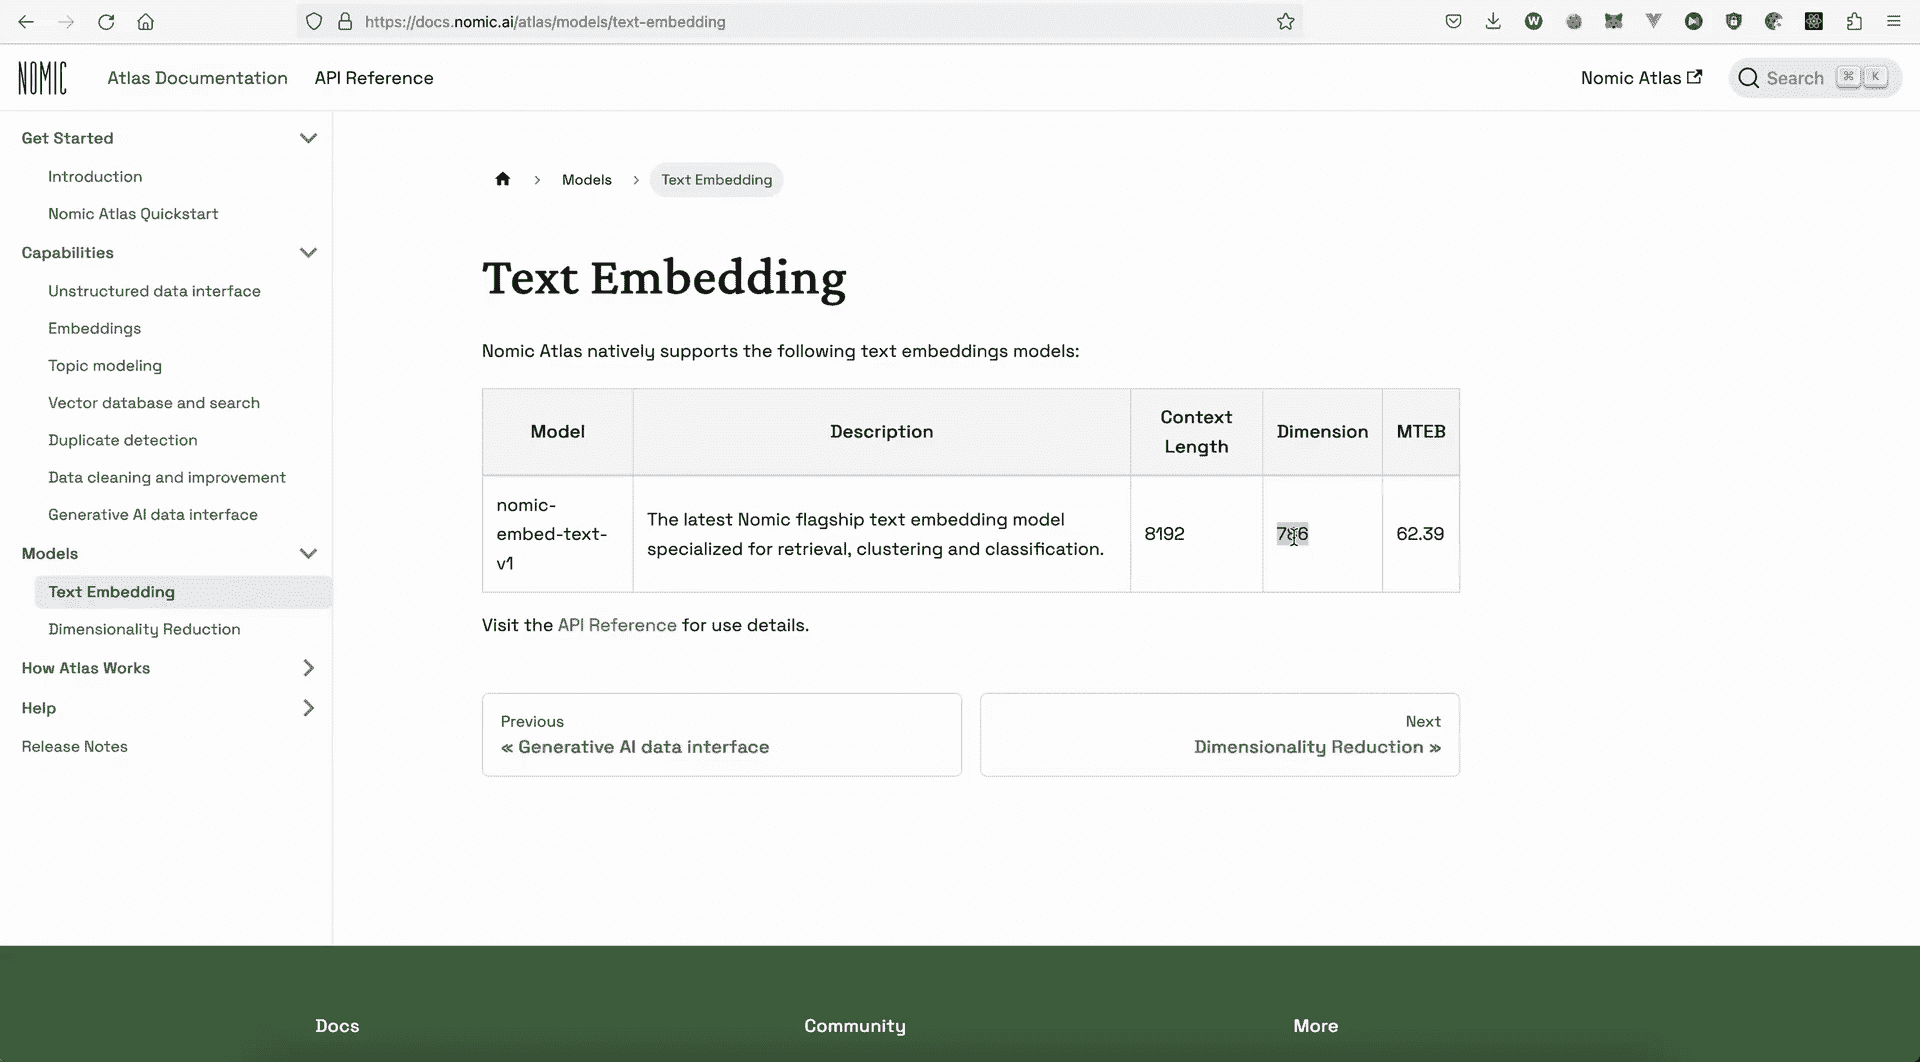 https://docs.nomic.ai/atlas/models/text-embedding
NOMIC
Atlas Documentation
API Reference
Nomic Atlas
Search
⌘ K
Get Started
Introduction
Nomic Atlas Quickstart
Capabilities
Unstructured data interface
Embeddings
Topic modeling
Vector database and search
Duplicate detection
Data cleaning and improvement
Generative AI data interface
Models
Text Embedding
Dimensionality Reduction
How Atlas Works
Help
Release Notes
Models
Text Embedding
Text Embedding
Nomic Atlas natively supports the following text embeddings models:
Model
Description
Context
Length
Dimension
MTEB
nomic-
embed-text-
v1
The latest Nomic flagship text embedding model
specialized for retrieval, clustering and classification.
8192
62.39
Visit the API Reference for use details.
Previous
« Generative AI data interface
Next
Dimensionality Reduction »
Docs
Community
More